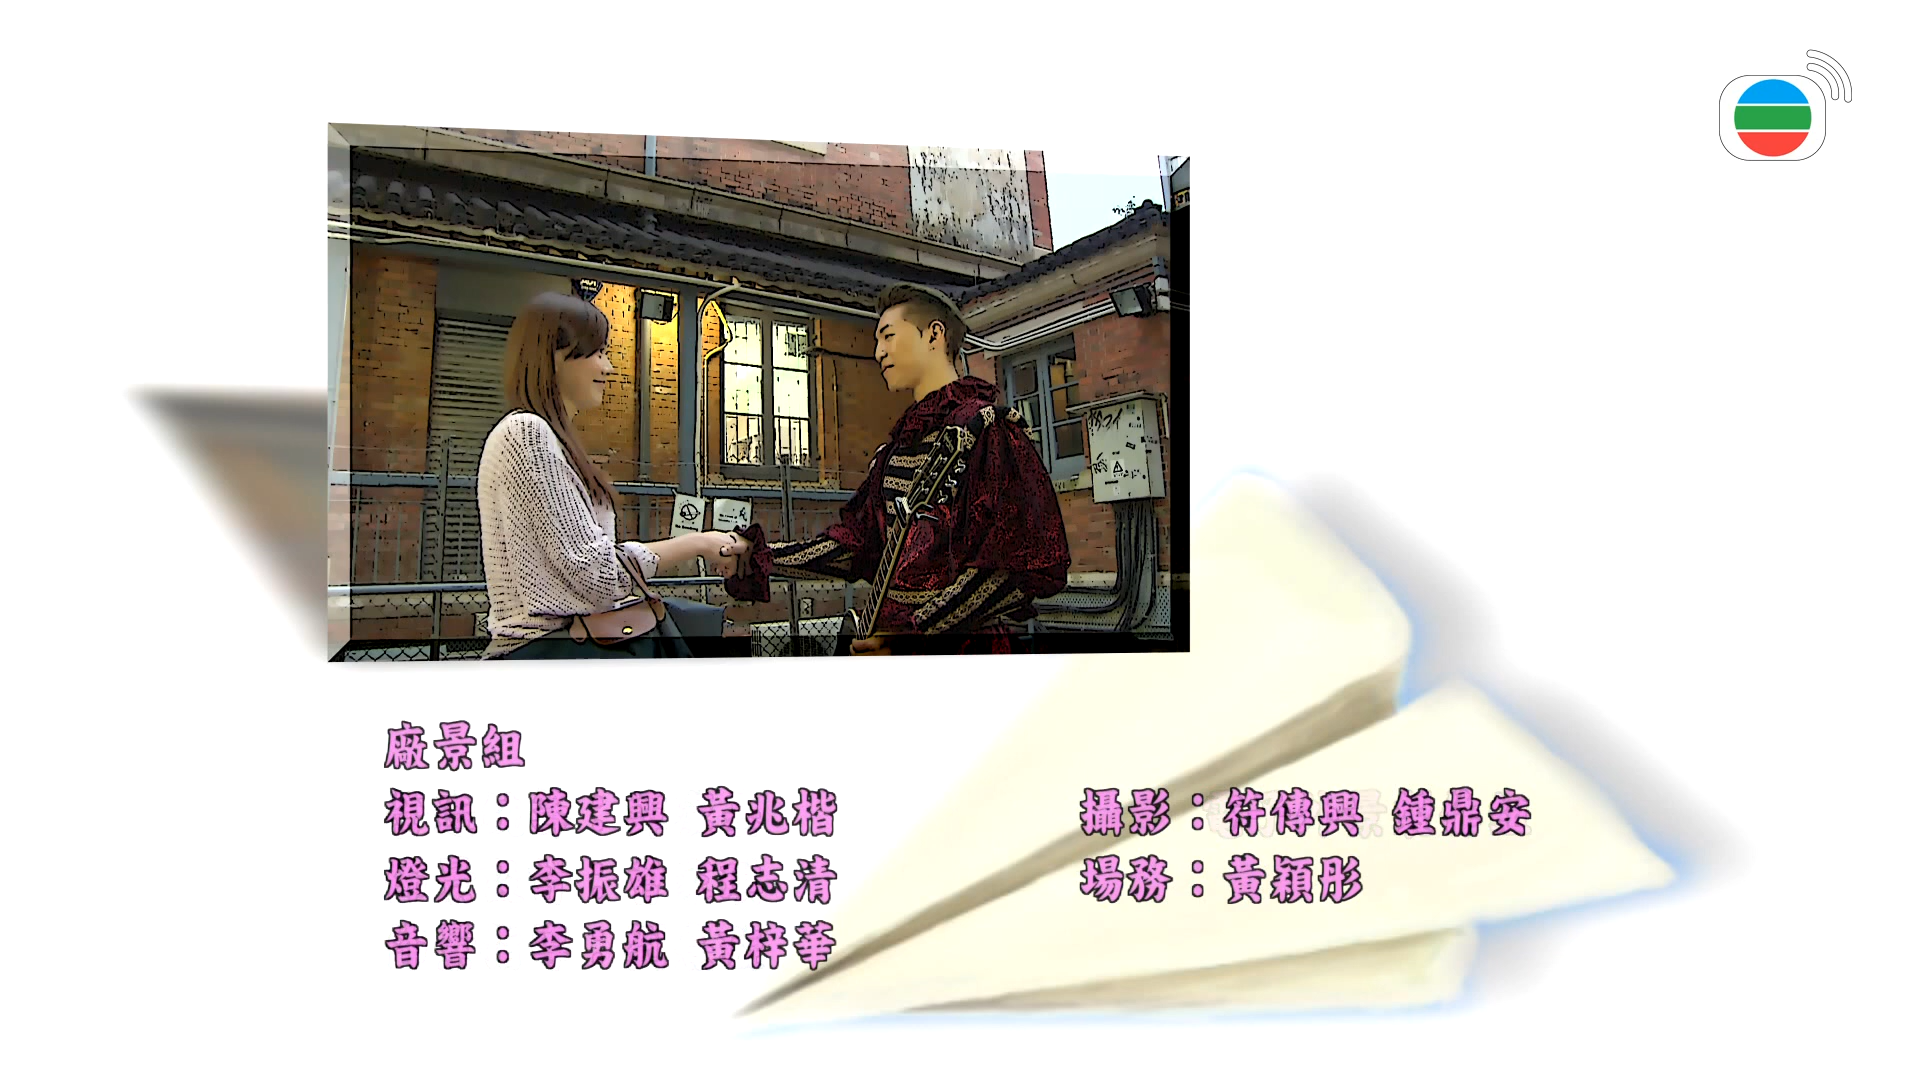 廠景組
視訊：陳建興 黃兆楷
攝影：符傳興 鍾鼎安
燈光：李振雄 程志清
場務：黃穎彤
音響：李勇航 黃梓華